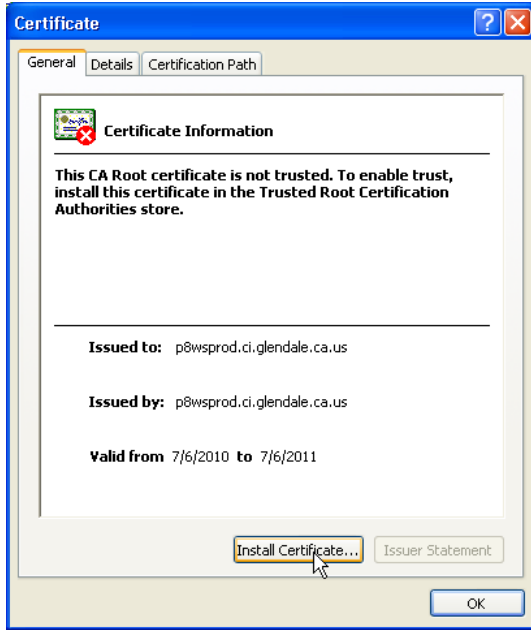 Certificate
General Details Certification Path
Certificate Information
This CA Root certificate is not trusted. To enable trust,
install this certificate in the Trusted Root Certification
Authorities store.
Issued to: p8wsprod.ci.glendale.ca.us
Issued by: p8wsprod.ci.glendale.ca.us
Valid from 7/6/2010 to 7/6/2011
Install Certificate... Issuer Statement
OK